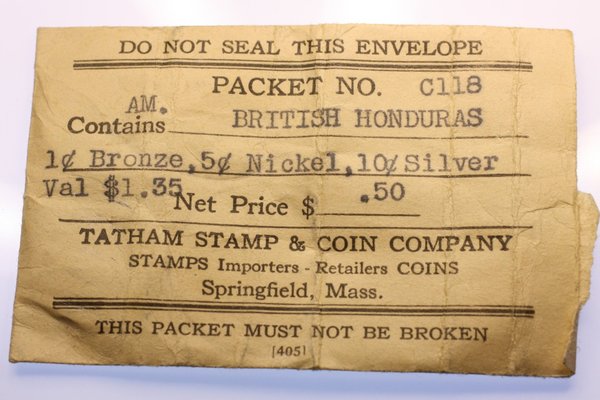 DO NOT SEAL THIS ENVELOPE
PACKET NO. C118
AM.
Contains BRITISH HONDURAS
1¢ Bronze,5¢ Nickel,10¢ Silver
Val $1.35
Net Price $ .50
TATHAM STAMP & COIN COMPANY
STAMPS Importers - Retailers COINS
Springfield, Mass.
THIS PACKET MUST NOT BE BROKEN
[405]